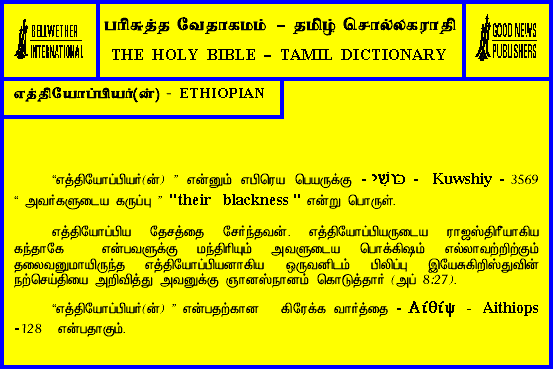 BELLWETHER
INTERNATIONAL
பரிசுத்த வேதாகமம் – தமிழ் சொல்லகராதி
THE HOLY BIBLE – TAMIL DICTIONARY
GOOD NEWS
PUBLISHERS
எத்தியோப்பியர்(ன்) - ETHIOPIAN
“எத்தியோப்பியர்(ன்) ” என்னும் எபிரெய பெயருக்கு - כּוּשִׁי - Kuwshiy - 3569
“ அவர்களுடைய கருப்பு ” "their blackness " என்று பொருள்.
எத்தியோப்பிய தேசத்தை சேர்ந்தவன். எத்தியோப்பியருடைய ராஜஸ்திரீயாகிய
கந்தாகே என்பவளுக்கு மந்திரியும் அவளுடைய பொக்கிஷம் எல்லாவற்றிற்கும்
தலைவனுமாயிருந்த எத்தியோப்பியனாகிய ஒருவனிடம் பிலிப்பு இயேசுகிறிஸ்துவின்
நற்செய்தியை அறிவித்து அவனுக்கு ஞானஸ்நானம் கொடுத்தார் (அப் 8:27).
“எத்தியோப்பியர்(ன்) ” என்பதற்கான கிரேக்க வார்த்தை - Αἰθίοψ - Aithiops
-128 என்பதாகும்.